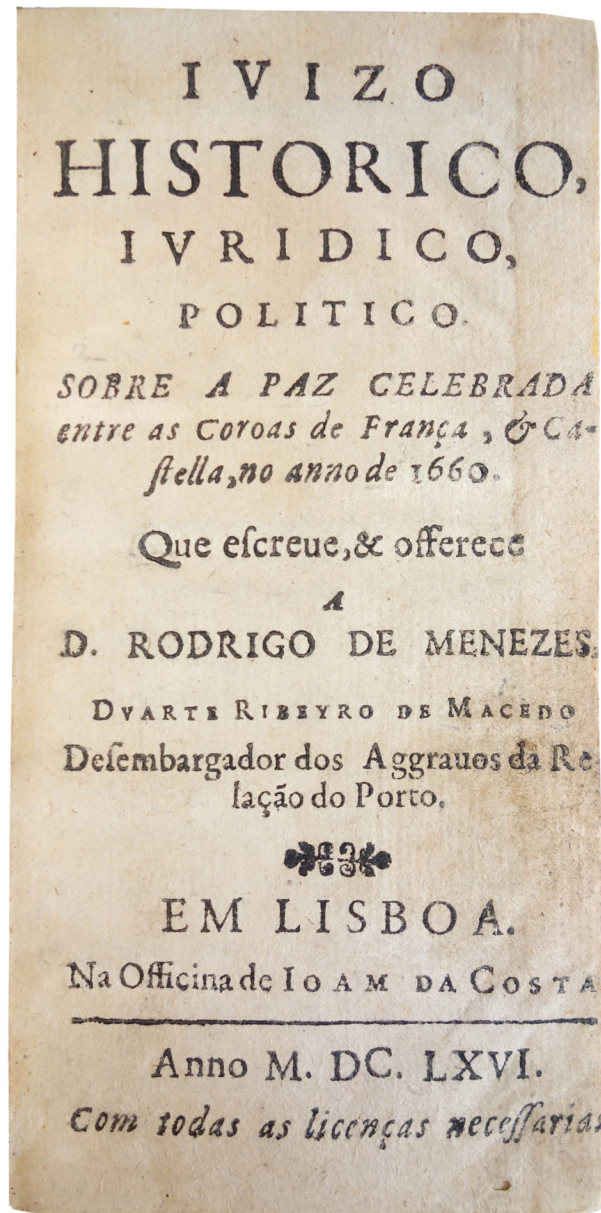 IVIZO
HISTORICO,
IVRIDICO,
POLITICO.
SOBRE A PAZ CELEBRADA
entre as Coroas de França, & Ca-
ſtella, no anno de 1660.
Que eſcreue, & offerece
A
D. RODRIGO DE MENEZES.
DVARTE RIBEYRO DE MACEDO
Deſembargador dos Aggrauos da Re-
lação do Porto.
EM LISBOA.
Na Officina de IOAM DA COSTA
Anno M. DC. LXVI.
Com todas as licenças neceſſarias